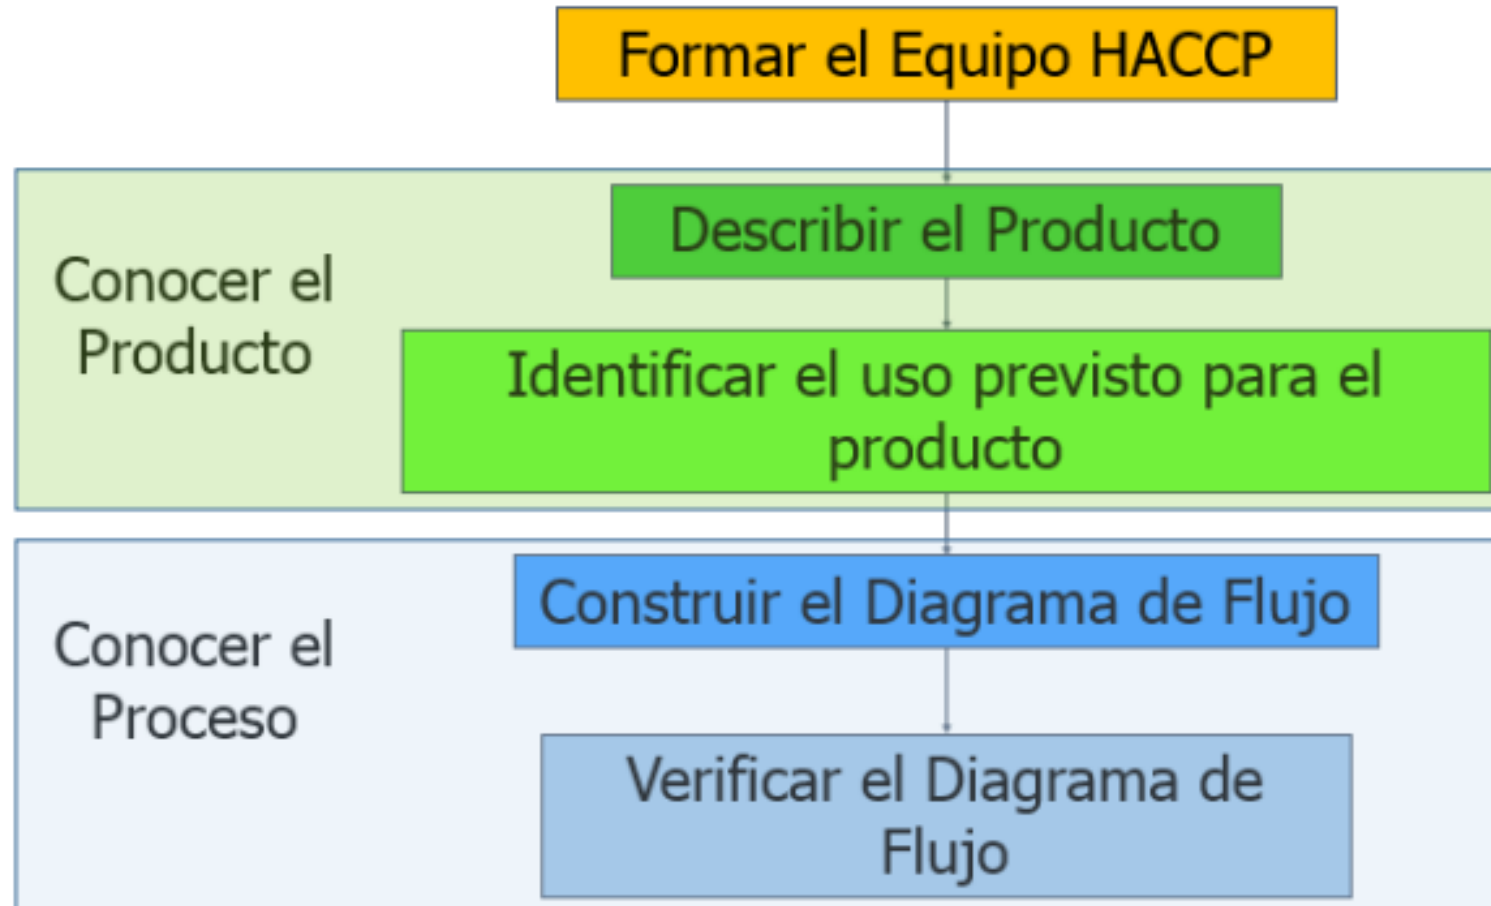 Formar el Equipo HACCP
Describir el Producto
Conocer el
Producto
Identificar el uso previsto para el
producto
Construir el Diagrama de Flujo
Conocer el
Proceso
Verificar el Diagrama de
Flujo